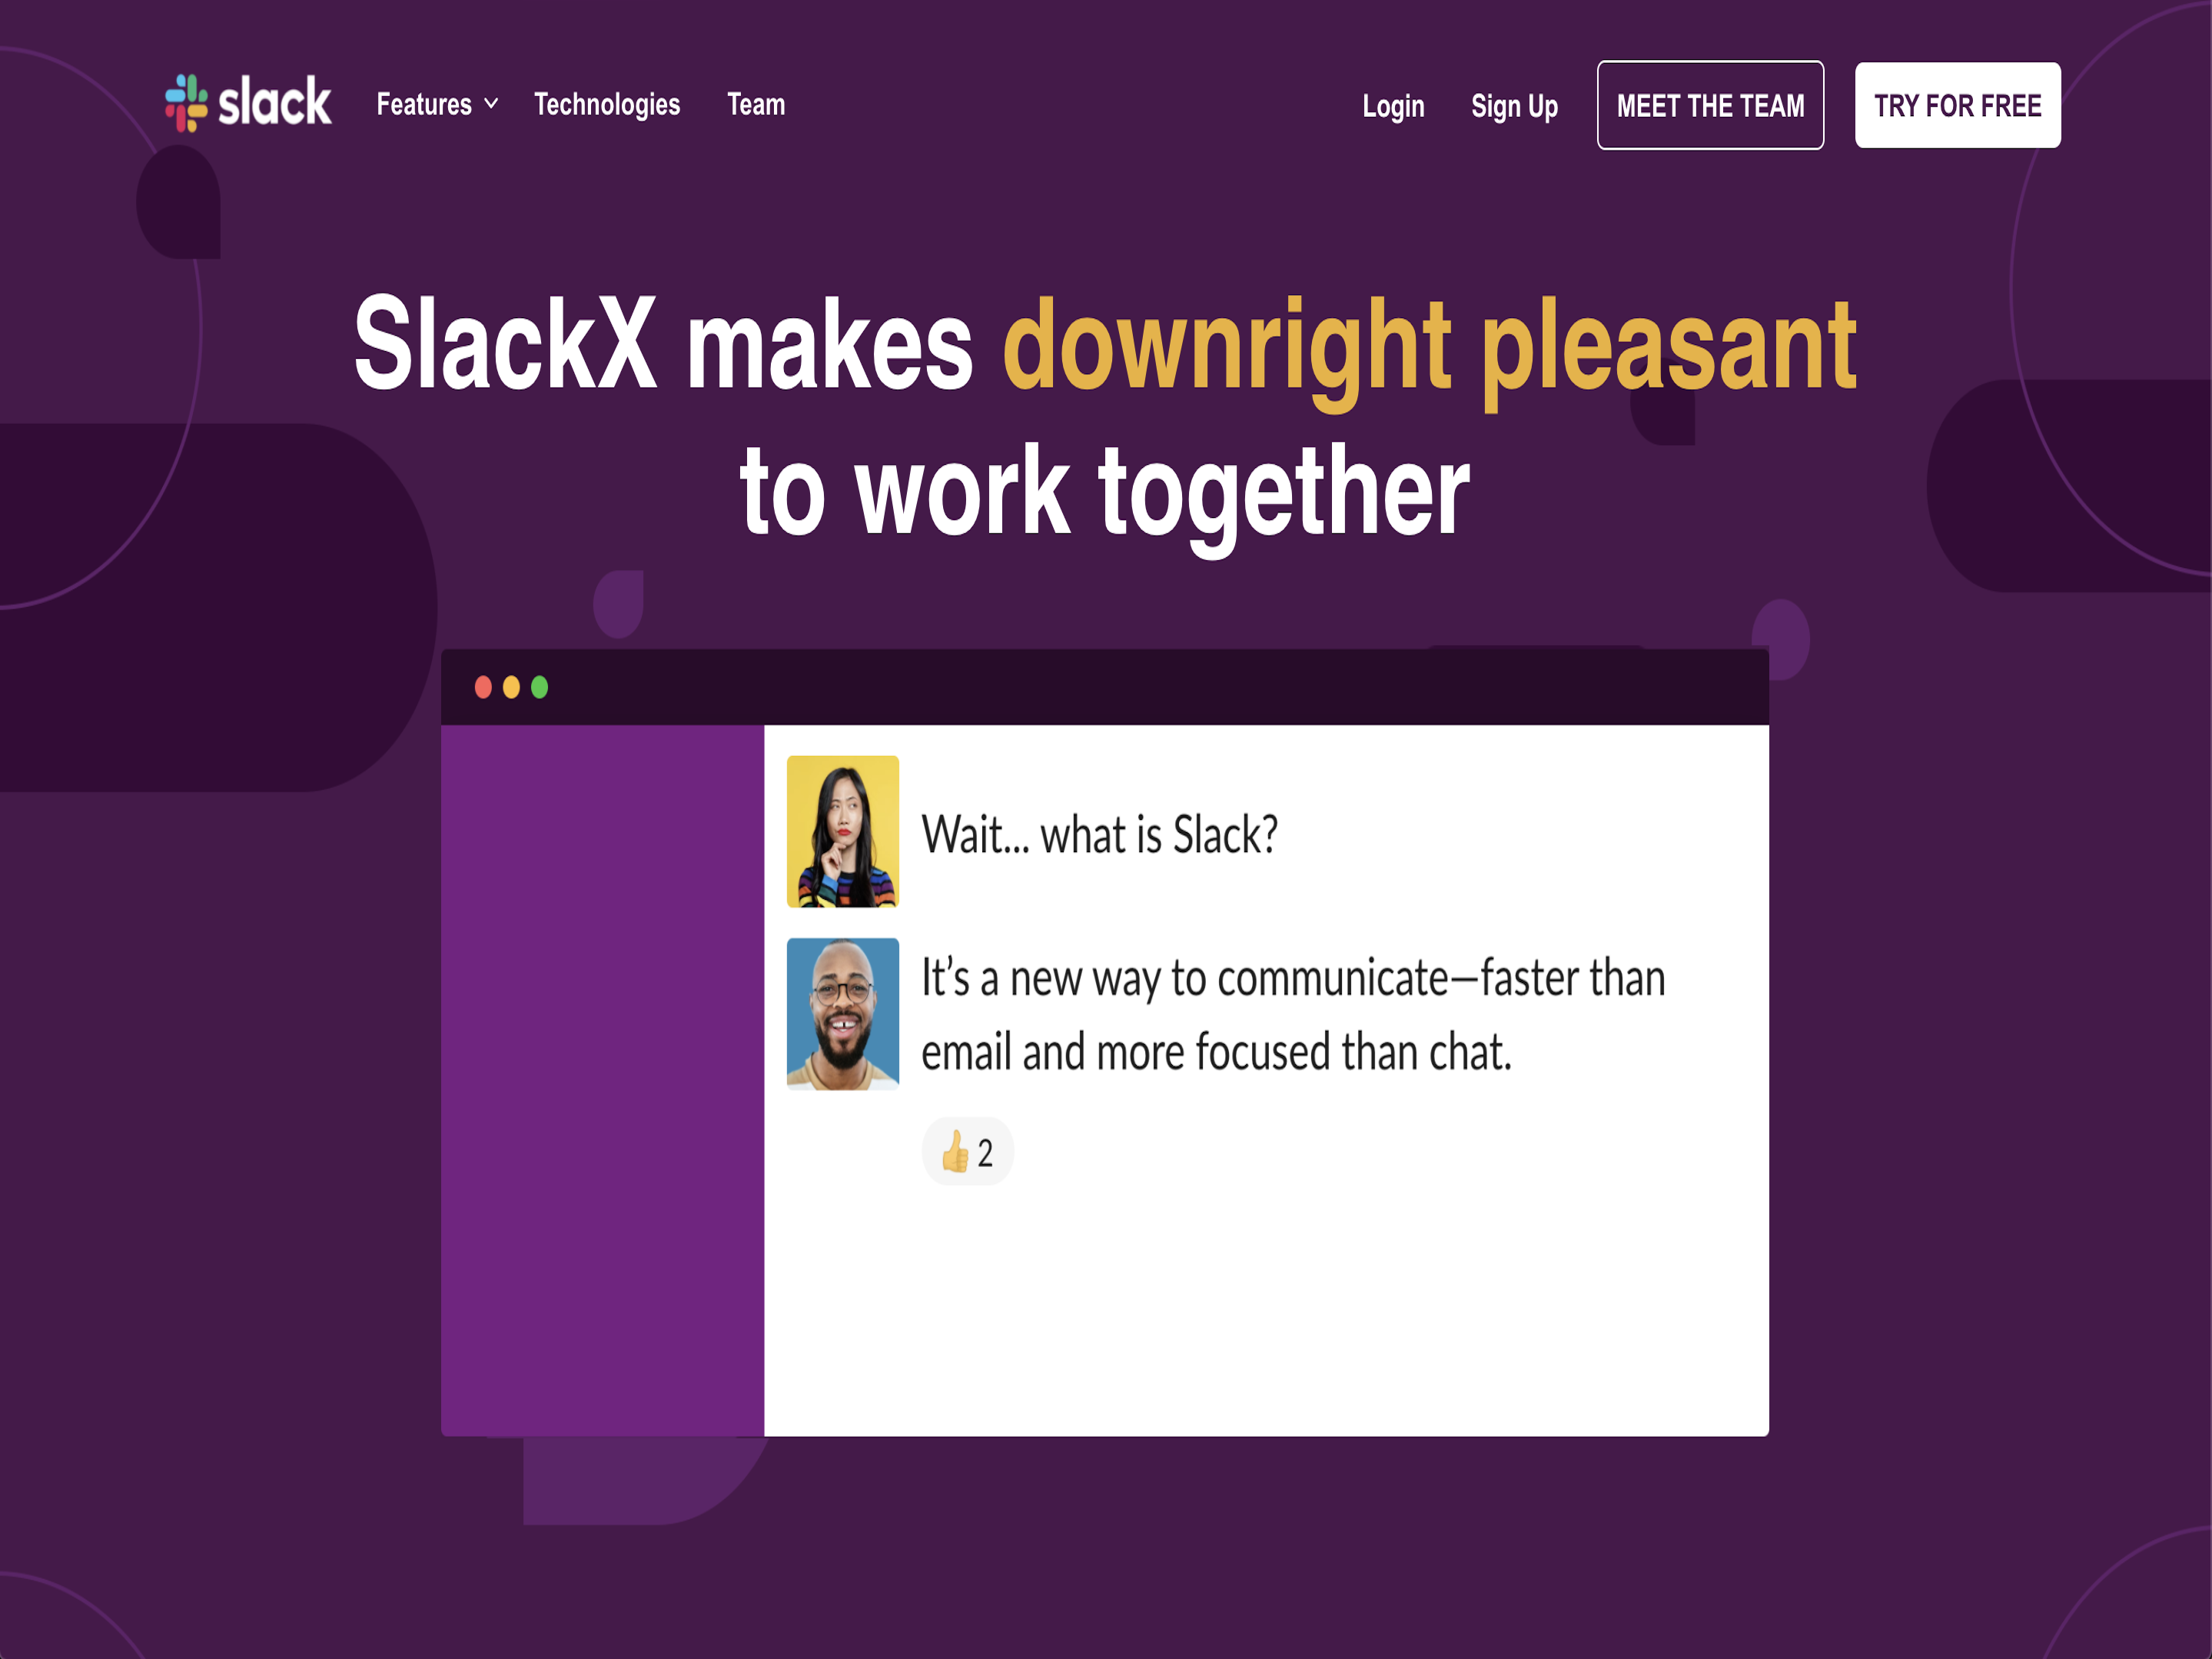 slack
Features
Technologies
Team
Login
Sign Up
MEET THE TEAM
TRY FOR FREE
SlackX makes downright pleasant
to work together
Wait... what is Slack?
It’s a new way to communicate—faster than
email and more focused than chat.
👍 2